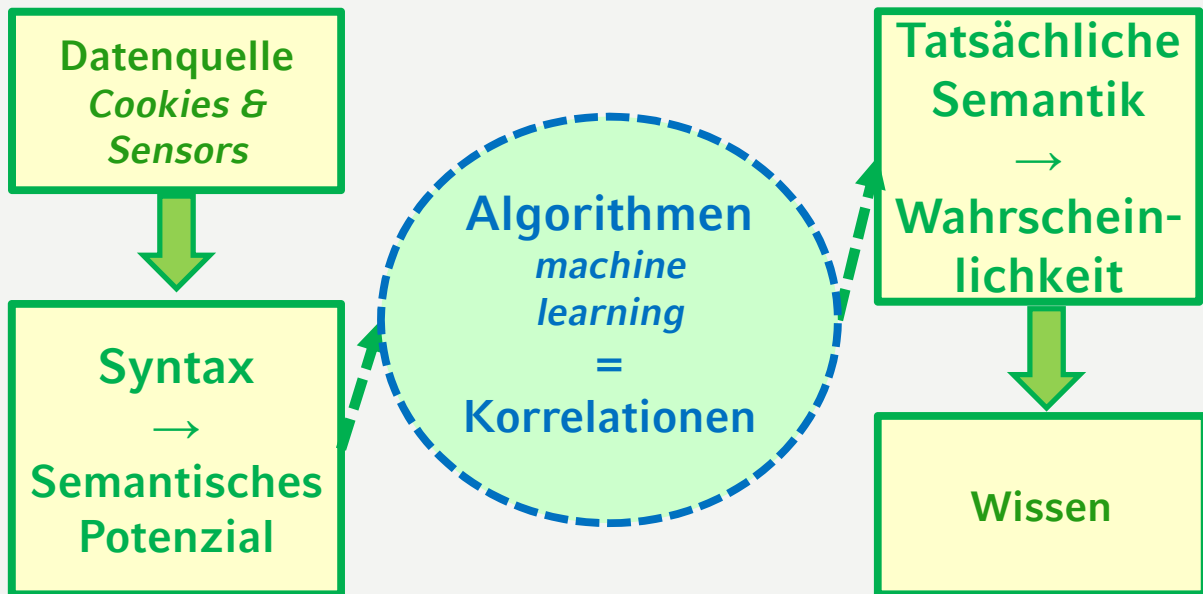 Datenquelle
Cookies &
Sensors
Syntax
→
Semantisches
Potenzial
Algorithmen
machine
learning
=
Korrelationen
Tatsächliche
Semantik
→
Wahrschein-
lichkeit
Wissen